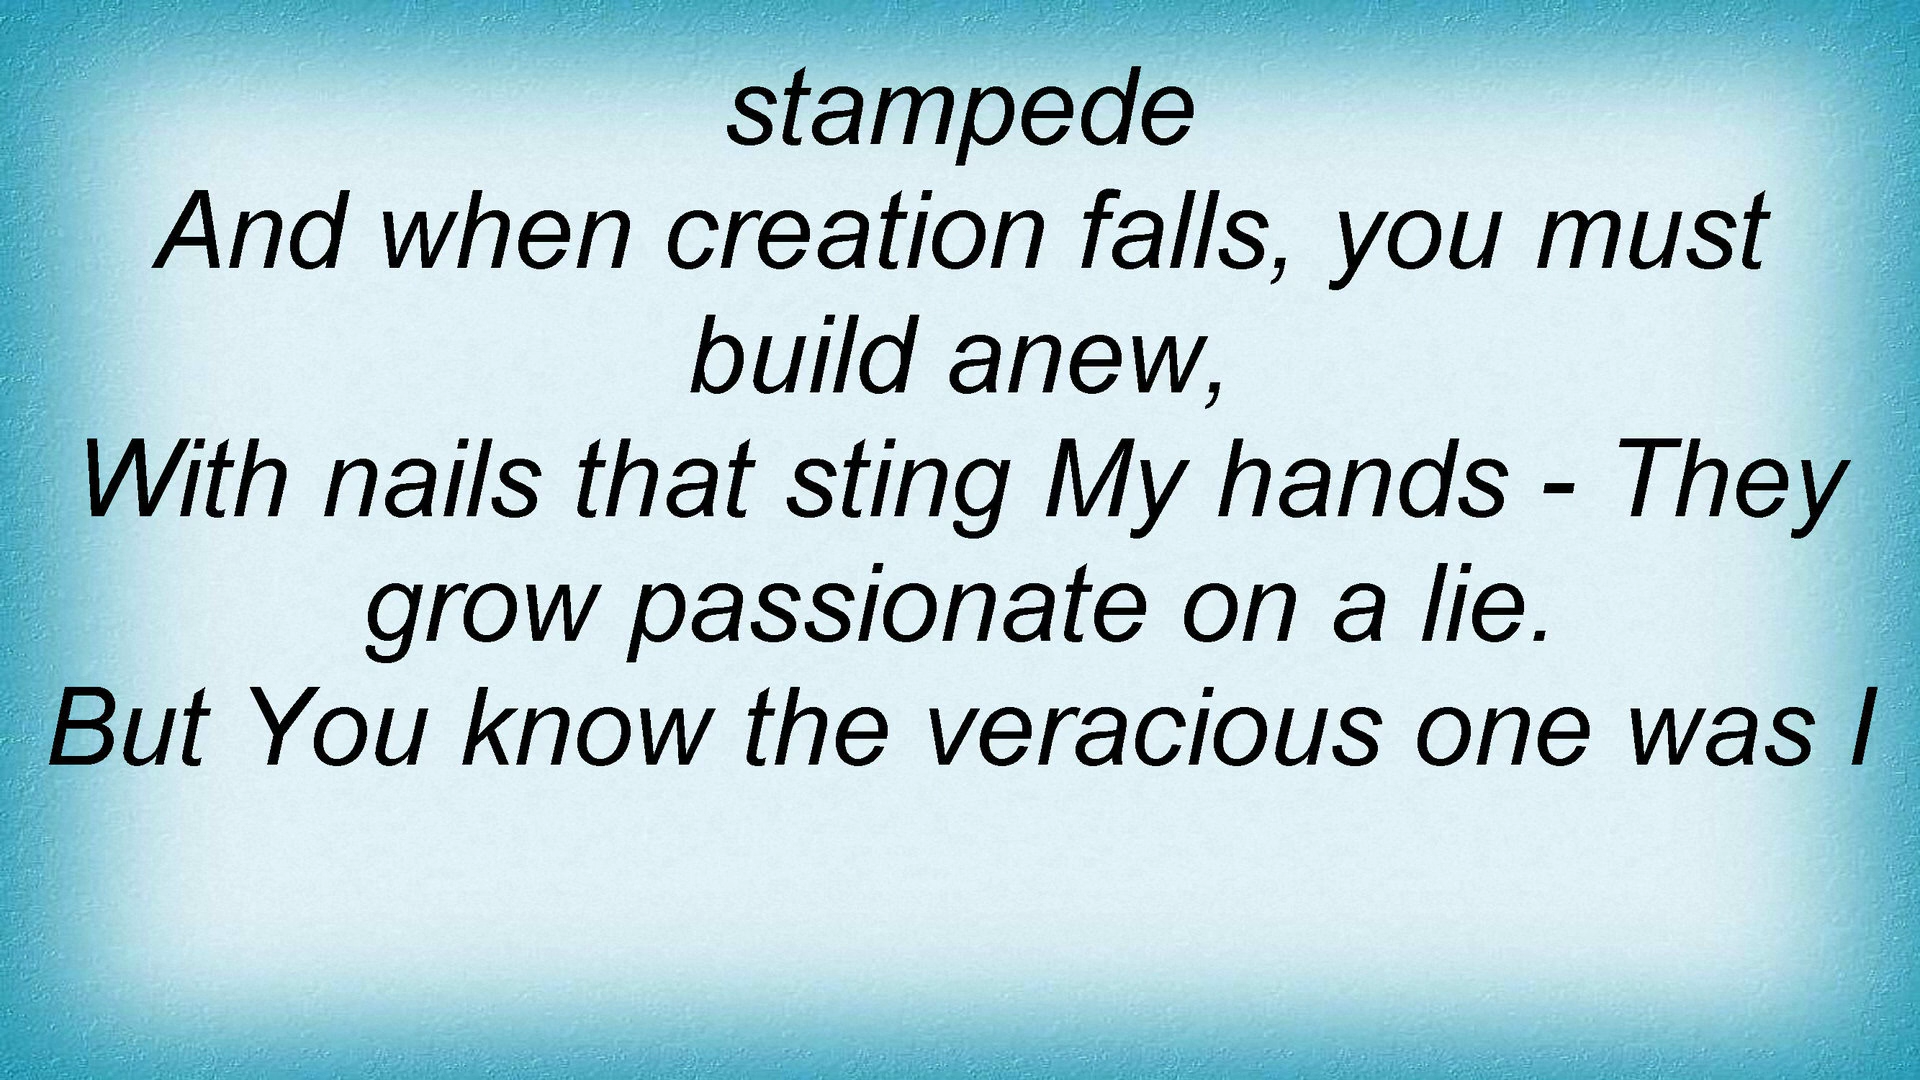 stampede
And when creation falls, you must
build anew,
With nails that sting My hands - They
grow passionate on a lie.
But You know the veracious one was I